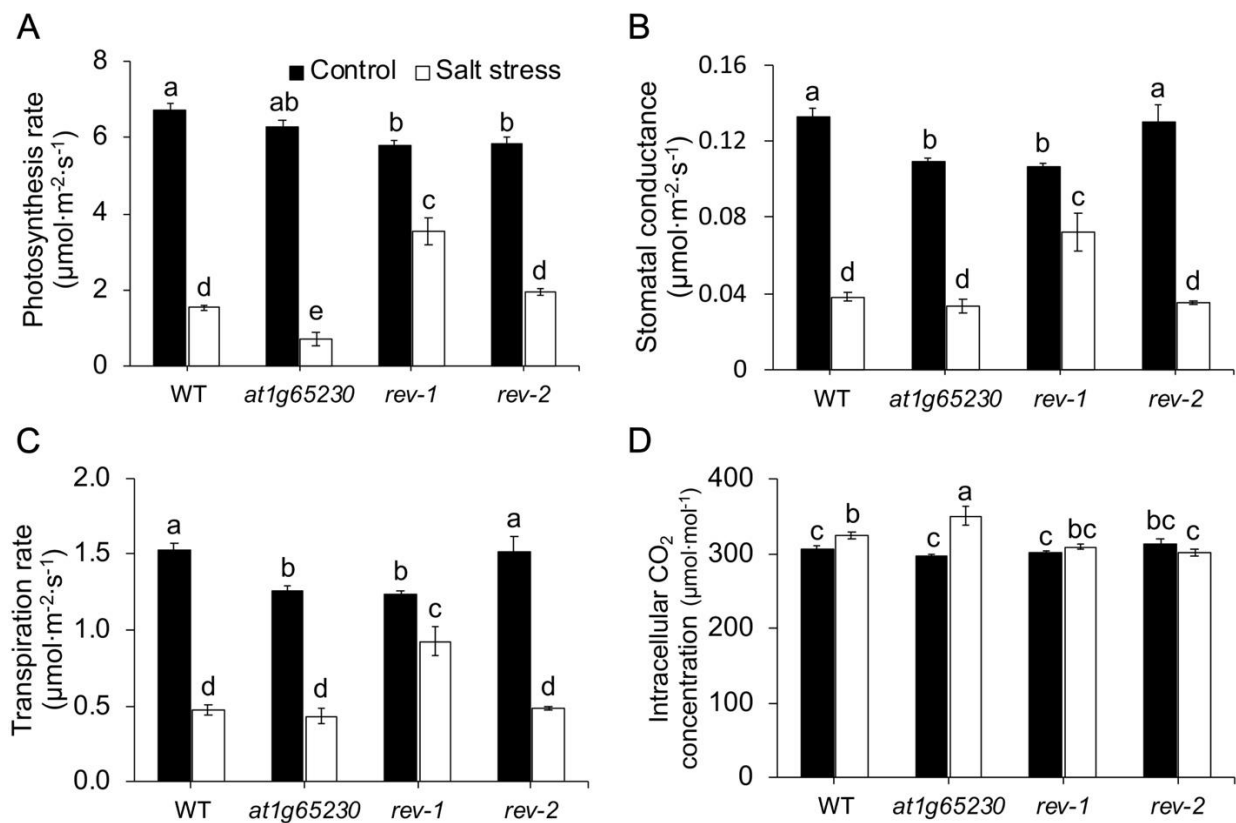 A
Photosynthesis rate
(μmol·m-2·s-1)
8
6
4
2
0
Control Salt stress
a
d
ab
e
b
c
b
d
WT at1g65230 rev-1 rev-2
B
Stomatal conductance
(μmol·m-2·s-1)
0.16
0.12
0.08
0.04
0
a
d
b
d
b
c
a
d
WT at1g65230 rev-1 rev-2
C
Transpiration rate
(μmol·m-2·s-1)
2.0
1.5
1.0
0.5
0.0
a
d
b
d
b
c
a
d
WT at1g65230 rev-1 rev-2
D
Intracellular CO2
concentration (μmol·mol-1)
400
300
200
100
0
c
b
c
a
c
bc
bc
c
WT at1g65230 rev-1 rev-2